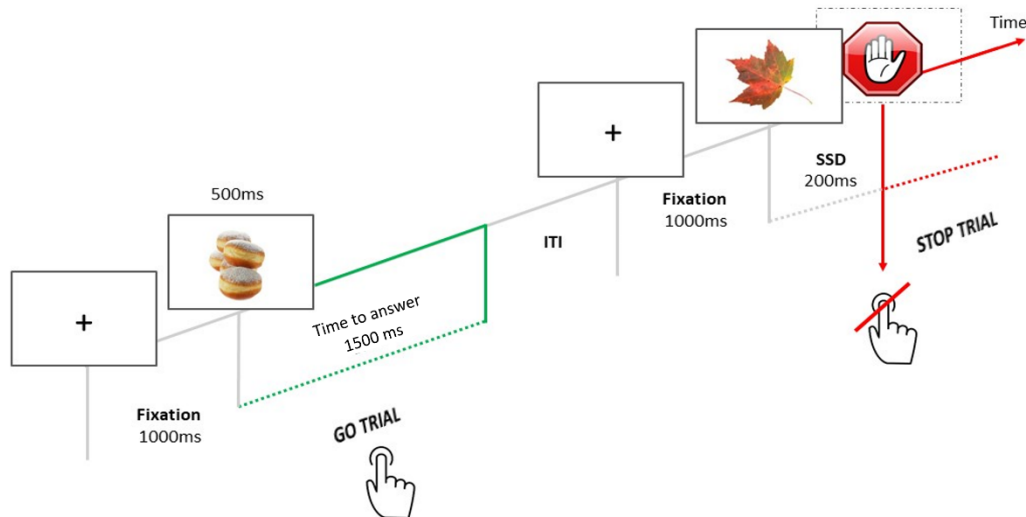 Time
SSD
200ms
Fixation
1000ms
STOP TRIAL
500ms
ITI
Time to answer
1500 ms
Fixation
1000ms
GO TRIAL